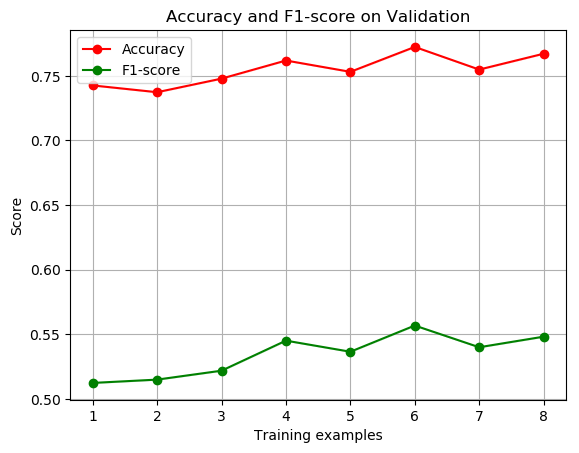 Accuracy and F1-score on Validation
Accuracy
F1-score
0.75
0.70
0.65
0.60
0.55
0.50
Score
1 2 3 4 5 6 7 8
Training examples